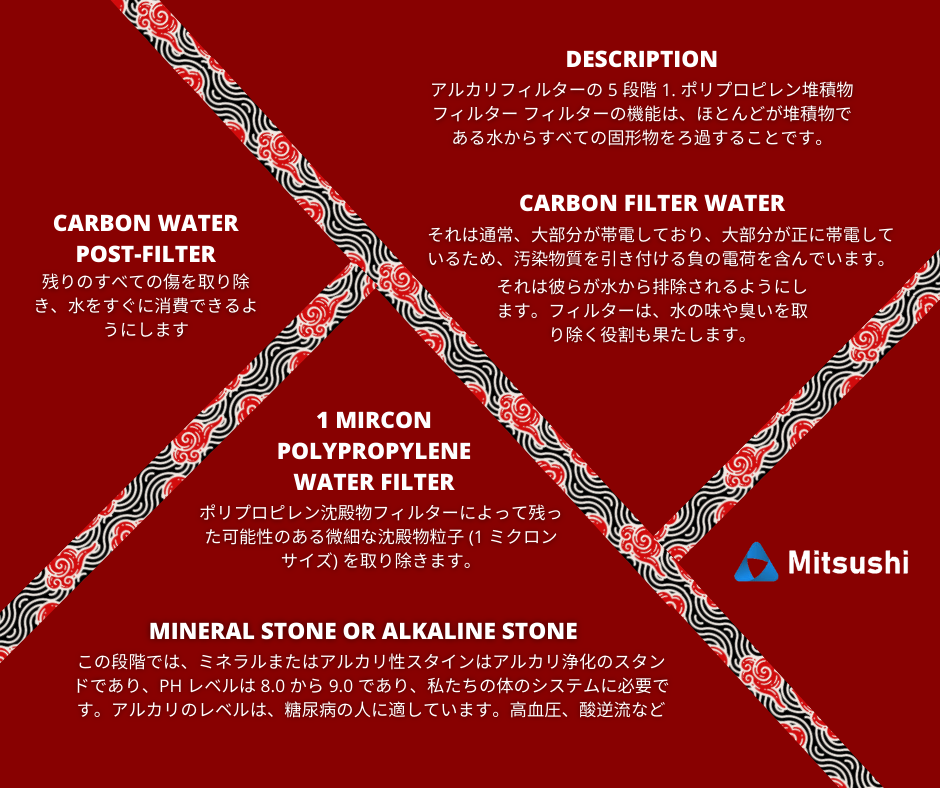 DESCRIPTION
アルカリフィルターの 5 段階 1. ポリプロピレン堆積物
フィルター フィルターの機能は、ほとんどが堆積物で
ある水からすべての固形物をろ過することです。
CARBON FILTER WATER
それは通常、大部分が帯電しており、大部分が正に帯電して
いるため、汚染物質を引き付ける負の電荷を含んでいます。
それは彼らが水から排除されるようにし
ます。フィルターは、水の味や臭いを取
り除く役割も果たします。
CARBON WATER
POST-FILTER
残りのすべての傷を取り除
き、水をすぐに消費できるよ
うにします
1 MIRCON
POLYPROPYLENE
WATER FILTER
ポリプロピレン沈殿物フィルターによって残っ
た可能性のある微細な沈殿物粒子 (1 ミクロン
サイズ) を取り除きます。
Mitsushi
MINERAL STONE OR ALKALINE STONE
この段階では、ミネラルまたはアルカリ性スタインはアルカリ浄化のスタン
ドであり、PH レベルは 8.0 から 9.0 であり、私たちの体のシステムに必要で
す。アルカリのレベルは、糖尿病の人に適しています。高血圧、酸逆流など